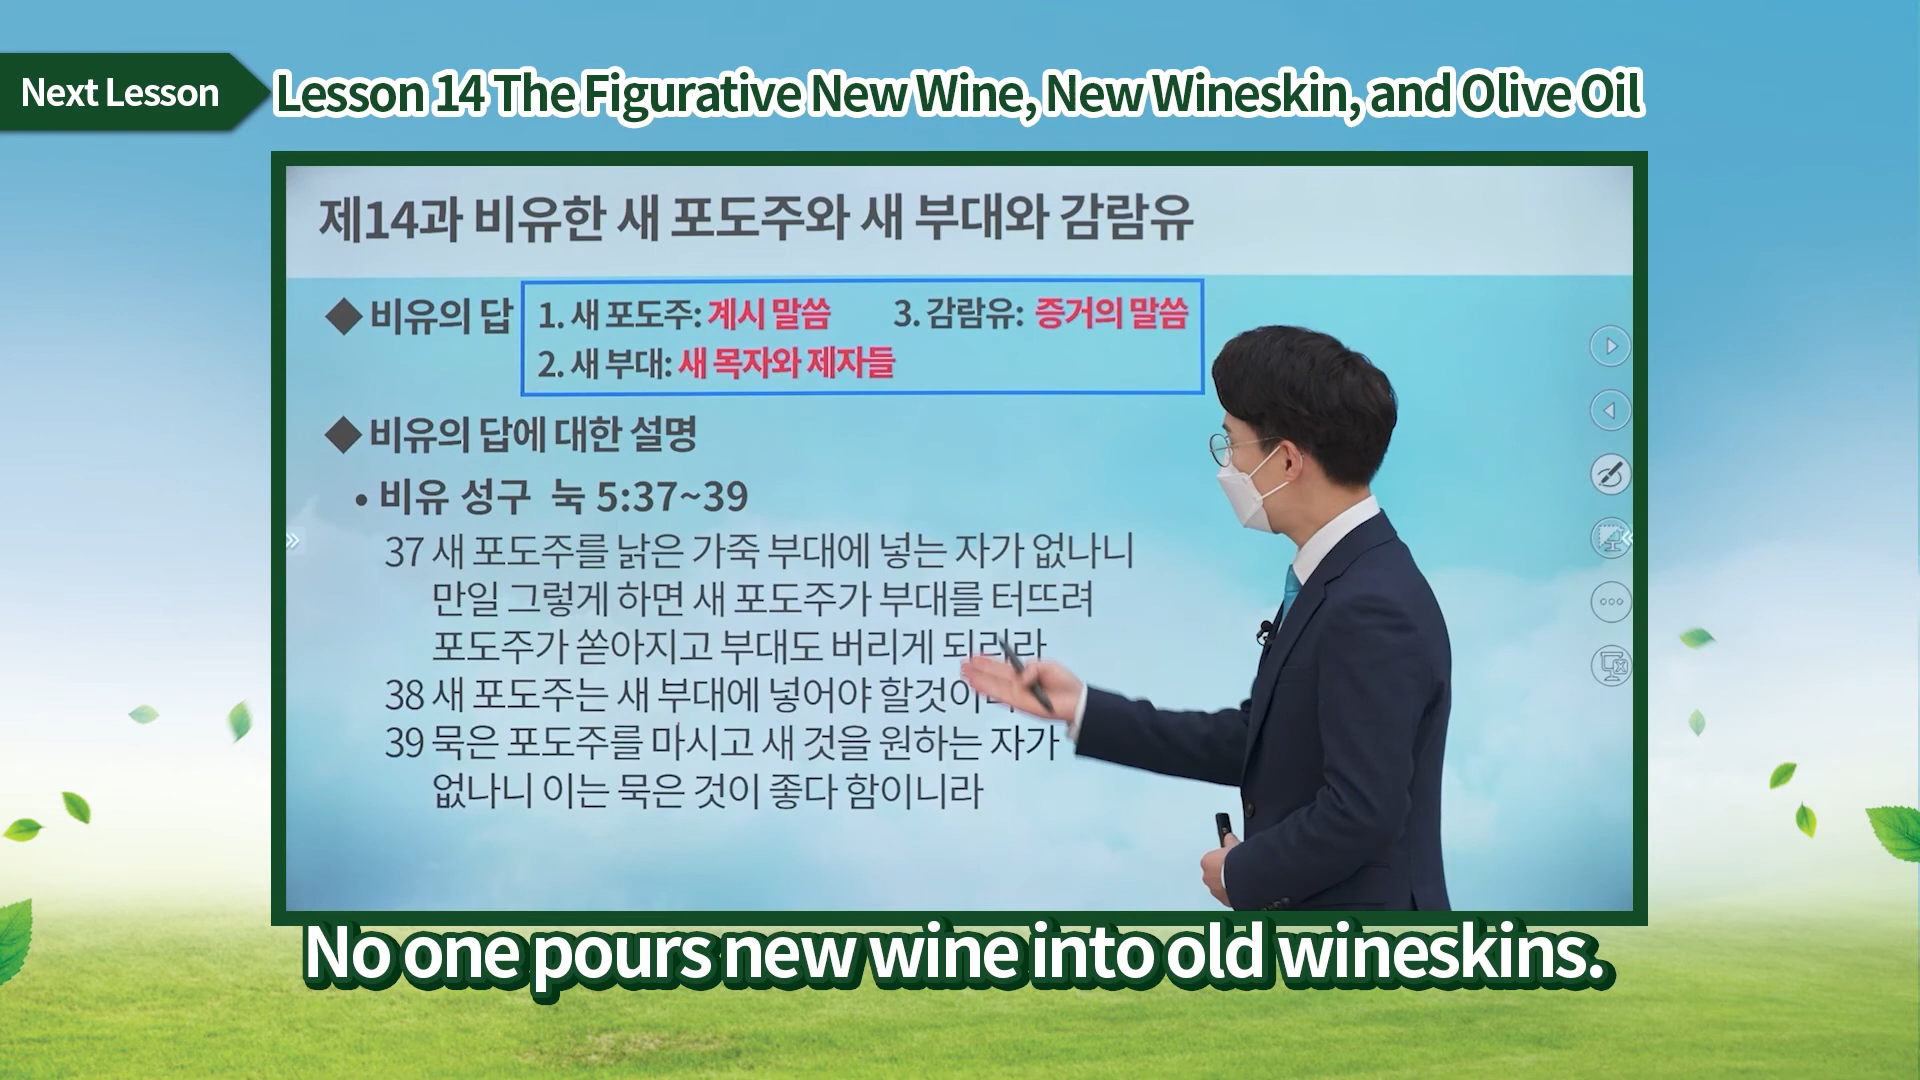 Next Lesson
Lesson 14 The Figurative New Wine, New Wineskin, and Olive Oil
제14과 비유한 새 포도주와 새 부대와 감람유
◆ 비유의 답
1. 새 포도주: 계시 말씀 3. 감람유: 증거의 말씀
2. 새 부대: 새 목자와 제자들
◆ 비유의 답에 대한 설명
• 비유 성구 눅 5:37~39
37 새 포도주를 낡은 가죽 부대에 넣는 자가 없나니
만일 그렇게 하면 새 포도주가 부대를 터뜨려
포도주가 쏟아지고 부대도 버리게 되리라
38 새 포도주는 새 부대에 넣어야 할것이
39 묵은 포도주를 마시고 새 것을 원하는 자가
없나니 이는 묵은 것이 좋다 함이니라
No one pours new wine into old wineskins.